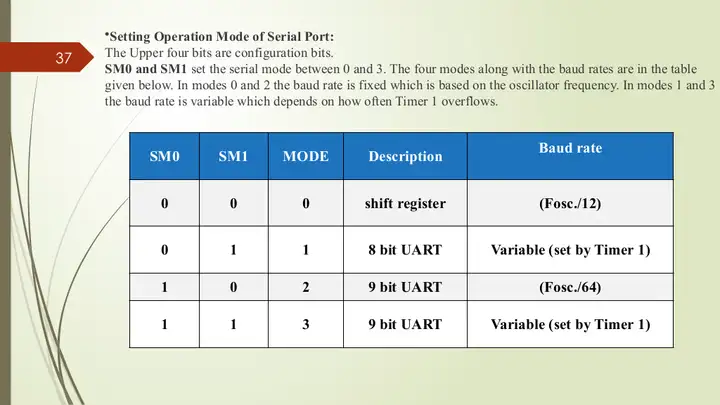 37
*Setting Operation Mode of Serial Port:
The Upper four bits are configuration bits.
SM0 and SM1 set the serial mode between 0 and 3. The four modes along with the baud rates are in the table
given below. In modes 0 and 2 the baud rate is fixed which is based on the oscillator frequency. In modes 1 and 3
the baud rate is variable which depends on how often Timer 1 overflows.
SM0 SM1 MODE Description Baud rate
0 0 0 shift register (Fosc./12)
0 1 1 8 bit UART Variable (set by Timer 1)
1 0 2 9 bit UART (Fosc./64)
1 1 3 9 bit UART Variable (set by Timer 1)